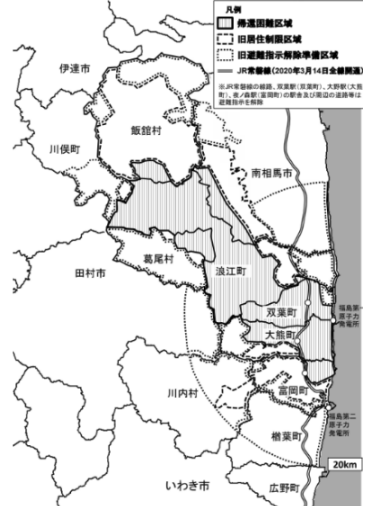 凡例
帰還困難区域
旧居住制限区域
旧避難指示解除準備区域
JR常磐線(2020年3月14日全線開通)
※JR常磐線の線路、双葉駅(双葉町)、大野駅(大熊
町)、夜ノ森駅(富岡町)の駅舎及び周辺の道路等は
避難指示を解除
伊達市
飯舘村
川俣町
南相馬市
葛尾村
浪江町
田村市
福島第一
原子力
発電所
双葉町
大熊町
川内村
富岡町
福島第二
原子力
発電所
楢葉町
20km
いわき市
広野町